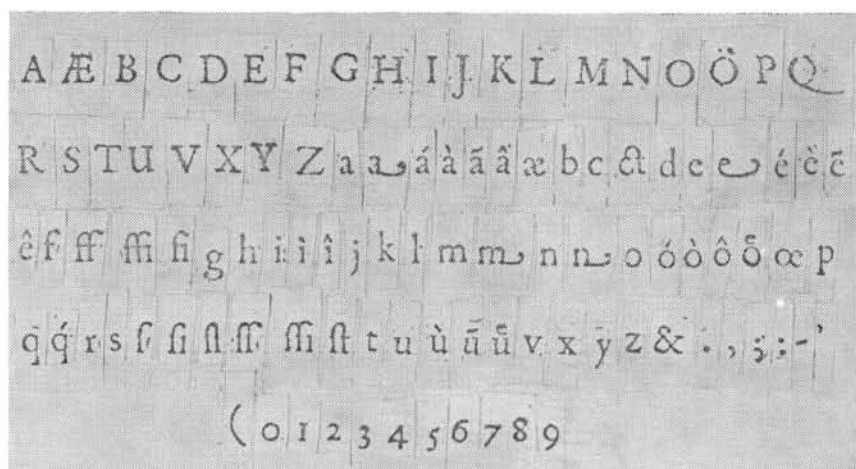 A Æ B C D E F G H I J K L M N O Ö P Q
R S T U V X Y Z a a á à ã â æ b c ct d e e é è ẽ
ê f ff ffi fi g h i ì î j k l m m n n o ó ò ô oͤ œ p
q̃ q́ r s ſ ſi ſl ſſ ſſi ſt t u ù ũ uͤ v x y z & . , ; : - ’
( 0 1 2 3 4 5 6 7 8 9